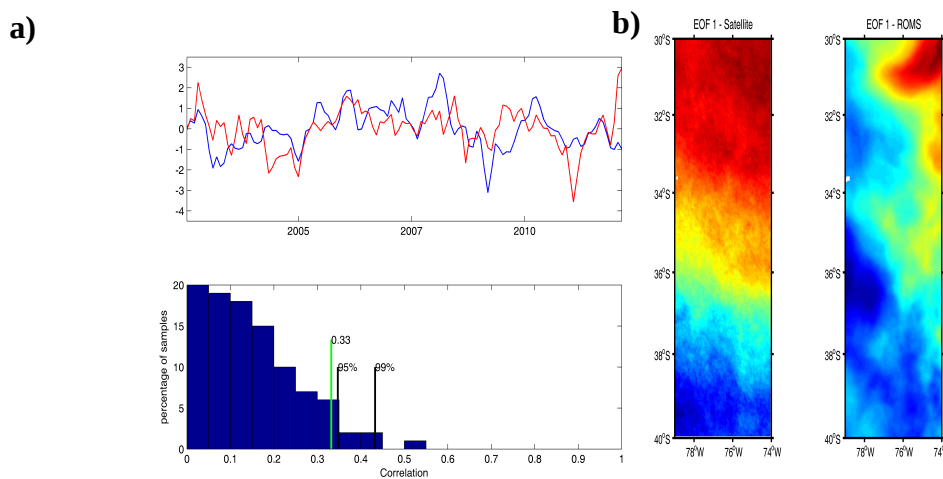 a)
3
2
1
0
-1
-2
-3
-4
2005 2007 2010
20
15
10
5
0
percentage of samples
0.33
95% 99%
0 0.1 0.2 0.3 0.4 0.5 0.6 0.7 0.8 0.9 1
Correlation
b)
EOF 1 - Satellite
30°S
32°S
34°S
36°S
38°S
40°S
78°W 76°W 74°W
EOF 1 - ROMS
30°S
32°S
34°S
36°S
38°S
40°S
78°W 76°W 74°W